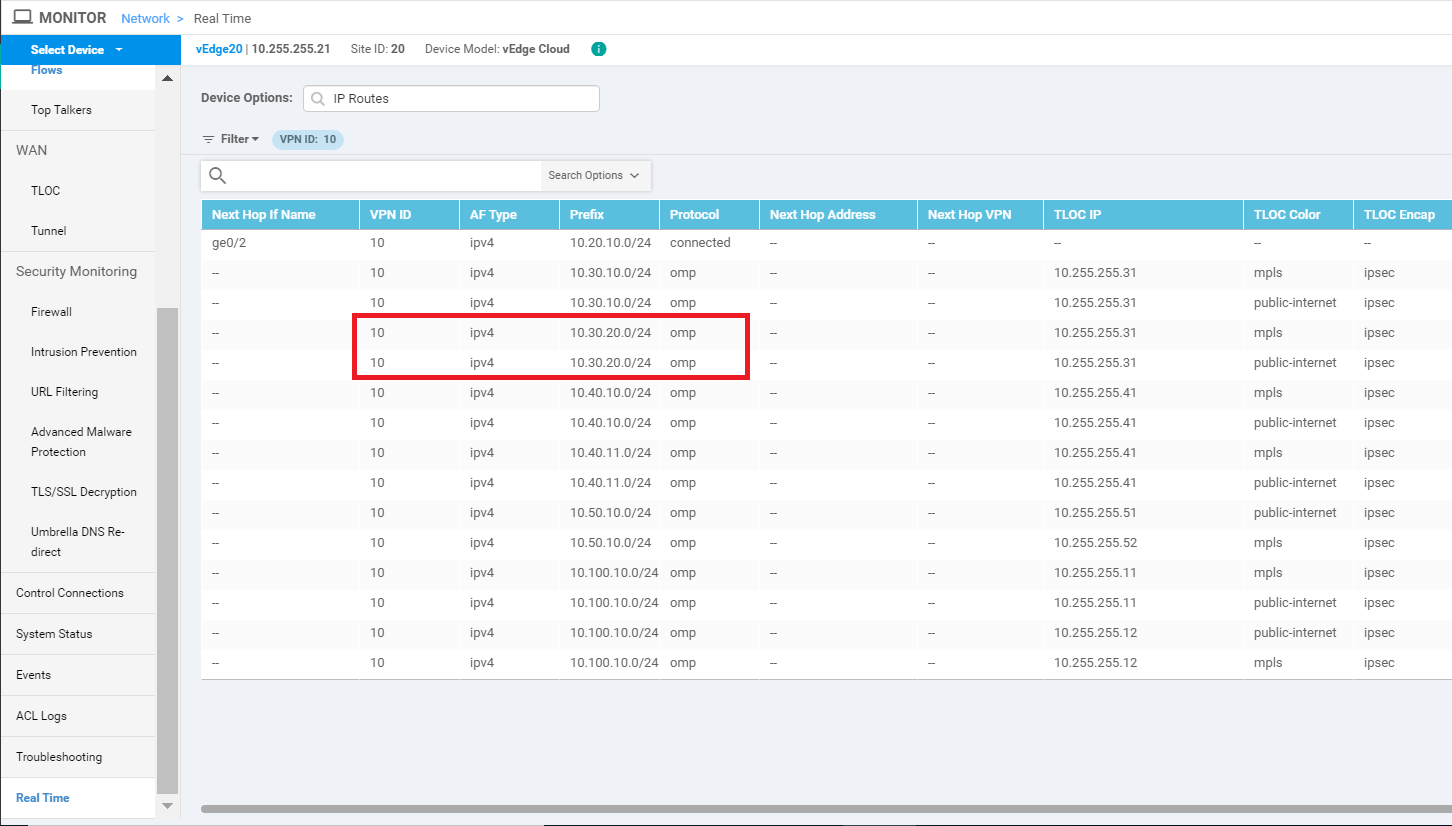 MONITOR Network > Real Time
Select Device
vEdge20 | 10.255.255.21 Site ID: 20 Device Model: vEdge Cloud i
Flows
Top Talkers
WAN
TLOC
Tunnel
Security Monitoring
Firewall
Intrusion Prevention
URL Filtering
Advanced Malware
Protection
TLS/SSL Decryption
Umbrella DNS Re-
direct
Control Connections
System Status
Events
ACL Logs
Troubleshooting
Real Time
Device Options: IP Routes
Filter VPN ID: 10
Search Options
Next Hop If Name VPN ID AF Type Prefix Protocol Next Hop Address Next Hop VPN TLOC IP TLOC Color TLOC Encap
ge0/2 10 ipv4 10.20.10.0/24 connected -- -- -- -- --
-- 10 ipv4 10.30.10.0/24 omp -- -- 10.255.255.31 mpls ipsec
-- 10 ipv4 10.30.10.0/24 omp -- -- 10.255.255.31 public-internet ipsec
-- 10 ipv4 10.30.20.0/24 omp -- -- 10.255.255.31 mpls ipsec
-- 10 ipv4 10.30.20.0/24 omp -- -- 10.255.255.31 public-internet ipsec
-- 10 ipv4 10.40.10.0/24 omp -- -- 10.255.255.41 mpls ipsec
-- 10 ipv4 10.40.10.0/24 omp -- -- 10.255.255.41 public-internet ipsec
-- 10 ipv4 10.40.11.0/24 omp -- -- 10.255.255.41 mpls ipsec
-- 10 ipv4 10.40.11.0/24 omp -- -- 10.255.255.41 public-internet ipsec
-- 10 ipv4 10.50.10.0/24 omp -- -- 10.255.255.51 public-internet ipsec
-- 10 ipv4 10.50.10.0/24 omp -- -- 10.255.255.52 mpls ipsec
-- 10 ipv4 10.100.10.0/24 omp -- -- 10.255.255.11 mpls ipsec
-- 10 ipv4 10.100.10.0/24 omp -- -- 10.255.255.11 public-internet ipsec
-- 10 ipv4 10.100.10.0/24 omp -- -- 10.255.255.12 public-internet ipsec
-- 10 ipv4 10.100.10.0/24 omp -- -- 10.255.255.12 mpls ipsec